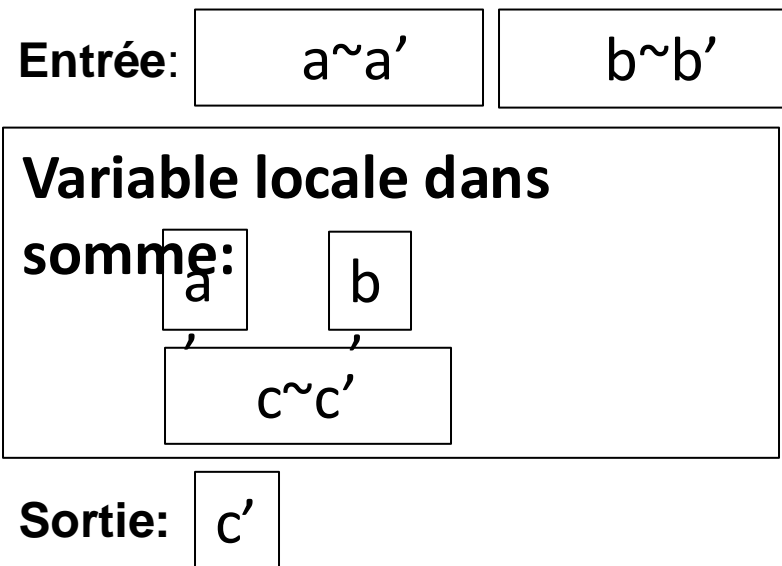 Entrée: a~a’ b~b’
Variable locale dans
somme:
a’ b’
c~c’
Sortie: c’